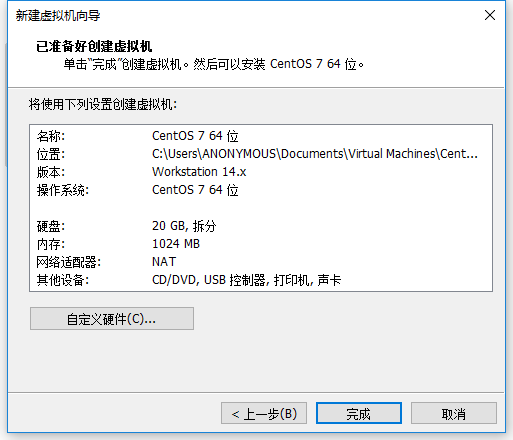 新建虚拟机向导
已准备好创建虚拟机
单击“完成”创建虚拟机。然后可以安装 CentOS 7 64 位。
将使用下列设置创建虚拟机:
名称: CentOS 7 64 位
位置: C:\Users\ANONYMOUS\Documents\Virtual Machines\Cent...
版本: Workstation 14.x
操作系统: CentOS 7 64 位
硬盘: 20 GB, 拆分
内存: 1024 MB
网络适配器: NAT
其他设备: CD/DVD, USB 控制器, 打印机, 声卡
自定义硬件(C)...
< 上一步(B) 完成 取消